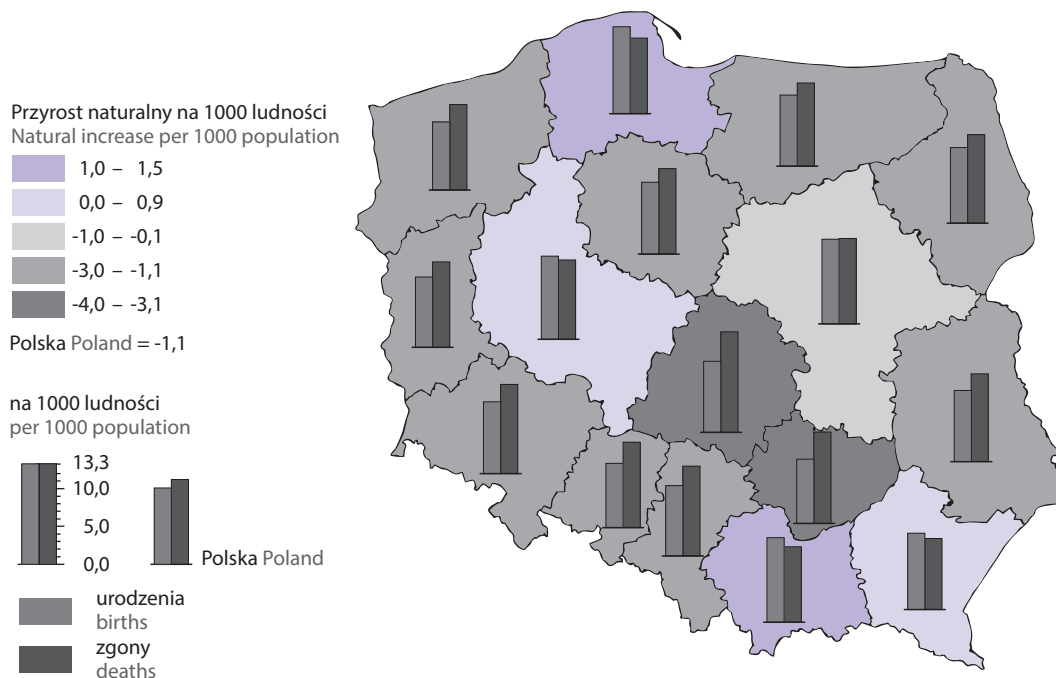 Przyrost naturalny na 1000 ludności
Natural increase per 1000 population
1,0 – 1,5
0,0 – 0,9
-1,0 – -0,1
-3,0 – -1,1
-4,0 – -3,1
Polska Poland = -1,1
na 1000 ludności
per 1000 population
13,3
10,0
5,0
0,0
Polska Poland
urodzenia
births
zgony
deaths